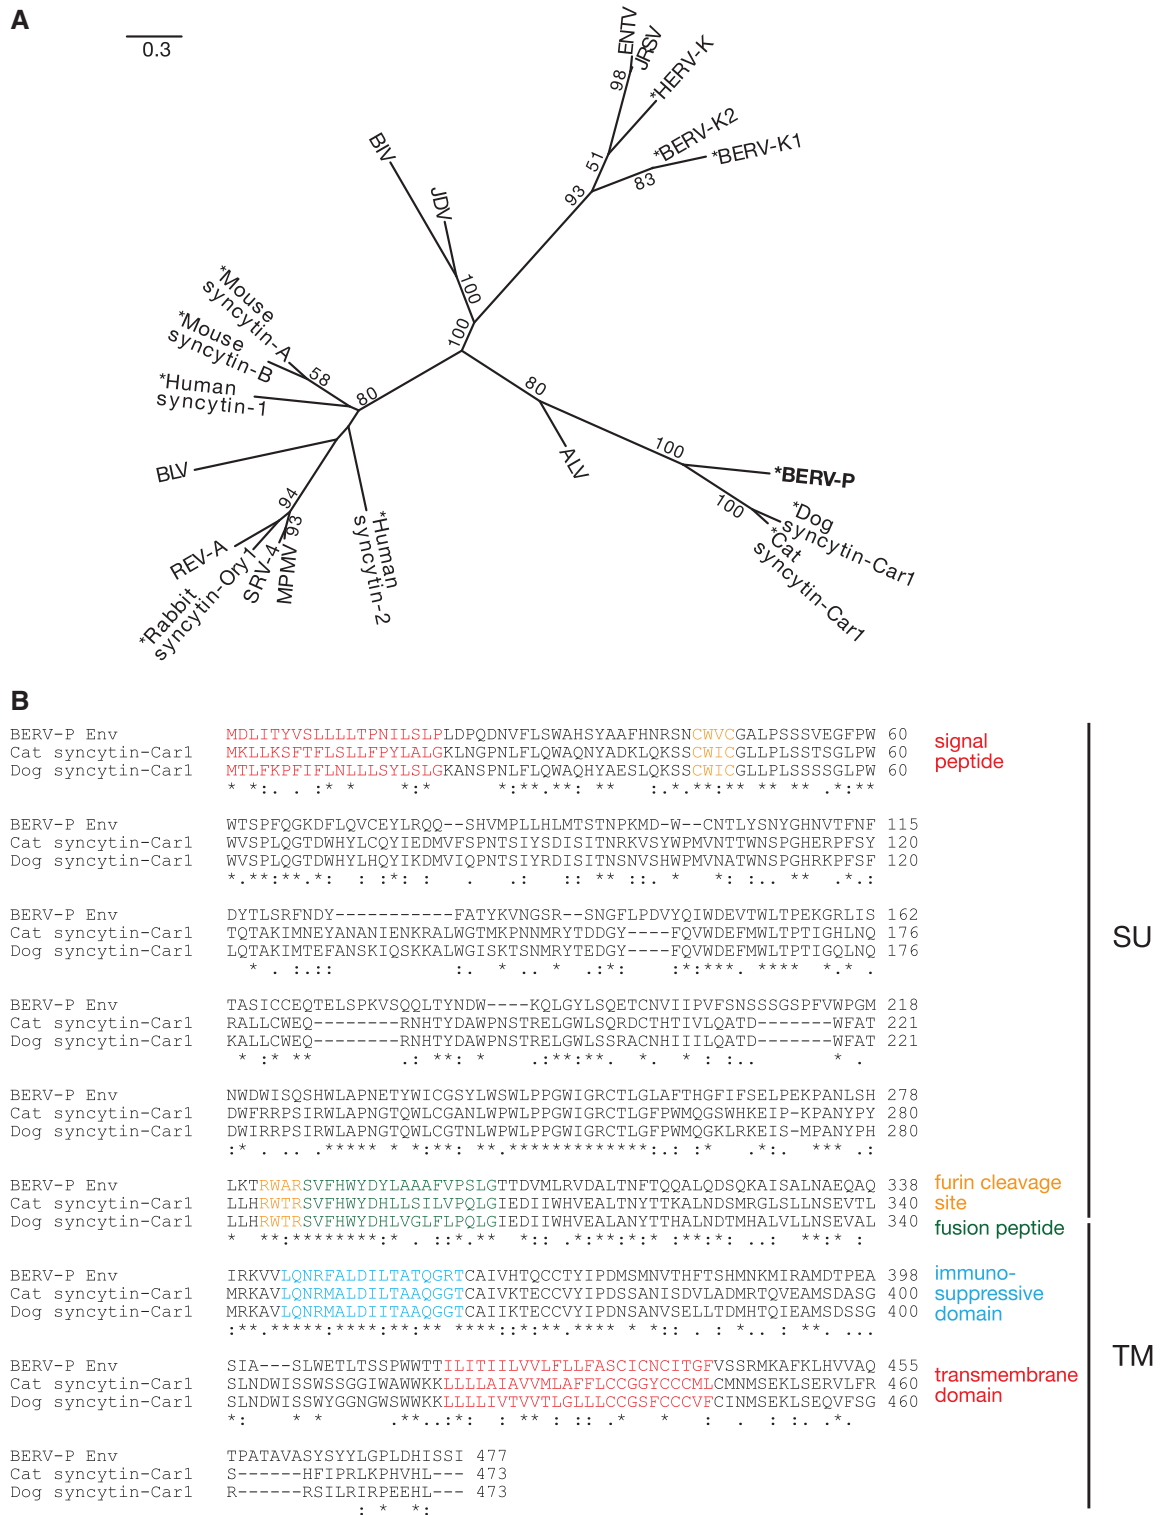 A
0.3
ENTV
JRSV
*HERV-K
98
*BERV-K2
*BERV-K1
51
83
93
BIV
JDV
100
100
*Mouse
syncytin-A
*Mouse
syncytin-B
58
*Human
syncytin-1
80
80
BLV
ALV
100
*BERV-P
100
*Dog
syncytin-Car1
*Cat
syncytin-Car1
94
93
REV-A
*Rabbit
syncytin-Ory1
SRV-4
MPMV
*Human
syncytin-2
B
BERV-P Env MDLITYVSLLLLTPNILSLPLDPQDNVFLSWAHSYAAFHNRSNCWVCGALPSSSVEGFPW 60
Cat syncytin-Car1 MKLLKSFTFLSLLFPYLALGKLNGPNLFLQWAQNYADKLQKSSCWICGLLPLSSTSGLPW 60
Dog syncytin-Car1 MTLFKPFIFLNLLLSYLSLGKANSPNLFLQWAQHYAESLQKSSCWICGLLPLSSSSGLPW 60
signal
peptide
BERV-P Env WTSPFQGKDFLQVCEYLRQQ--SHVMPLLHLMTSTNPKMD-W--CNTLYSNYGHNVTFNF 115
Cat syncytin-Car1 WVSPLQGTDWHYLCQYIEDMVFSPNTSIYSDISITNRKVSYWPMVNTTWNSPGHERPFSY 120
Dog syncytin-Car1 WVSPLQGTDWHYLHQYIKDMVIQPNTSIYRDISITNSVSHWPMVNATWNSPGHRKPFSF 120
BERV-P Env DYTLSRFNDY-----------FATYKVNGSR--SNGFLPDVYQIWDEVTWLTPEKGRLIS 162
Cat syncytin-Car1 TQTAKIMNEYANANIENKRALWGTMKPNNMRYTDDGY----FQVWDEFMWLTPTIGHLNQ 176
Dog syncytin-Car1 LQTAKIMTEFANSKIQSKKALWGISKTSNMRYTEDGY----FQVWDEFMWLTPTIGQLNQ 176
SU
BERV-P Env TASICCEQTELSPKVSQQLTYNDW----KQLGYLSQETCNVIIPVFSNSSSGSPFVWPGM 218
Cat syncytin-Car1 RALLCWEQ--------RNHTYDAWPNSTRELGWLSQRDCTHTIVLQATD-------WFAT 221
Dog syncytin-Car1 KALLCWEQ--------RNHTYDAWPNSTRELGWLSSRACNHIIILQATD-------WFAT 221
BERV-P Env NWDWISQSHWLAPNETYWICGSYLWSWLPPGWIGRCTLGLAFTHGFIFSELPEKPANLSH 278
Cat syncytin-Car1 DWFRRPSIRWLAPNGTQWLCGANLWPWLPPGWIGRCTLGFPWMQGSWHKEIP-KPANYPY 280
Dog syncytin-Car1 DWIRRPSIRWLAPNGTQWLCGTNLWPWLPPGWIGRCTLGFPWMQGKLRKEIS-MPANYPH 280
BERV-P Env LKTRWARSVFHWYDYLAAAFVPSLGTTDVMLRVDALTNFTQQALQDSQKAISALNAEQAQ 338
Cat syncytin-Car1 LLHRWTRSVFHWYDHLLSILVPQLGIEDIIWHVEALTNYTTKALNDSMRGLSLLNSEVTL 340
Dog syncytin-Car1 LLHRWTRSVFHWYDHLVGLFLPQLGIEDIIWHVEALANYTTHALNDTMHALVLLNSEVAL 340
furin cleavage
site
fusion peptide
BERV-P Env IRKVVLQNRFALDILTATQGRTCAIVHTQCCTYIPDMSMNVTHFTSHMNKMIRAMDTPEA 398
Cat syncytin-Car1 MRKAVLQNRMALDILTAAQGGTCAIVKTECCVYIPDSSANISDVLADMRTQVEAMSDASG 400
Dog syncytin-Car1 MRKAVLQNRMALDIITAAQGGTCAIIKTECCVYIPDNSANVSELLTDMHTQIEAMSDSSG 400
immuno-
suppressive
domain
TM
BERV-P Env SIA---SLWETLTSSPWWTTILITIILVVLFLLFASCICNCITGFVSSRMKAFKLHVVAQ 455
Cat syncytin-Car1 SLNDWISSWSSGGIWAWWKKLLLLAIAVVMLAFFLCCGGYCCCMLCMNMSEKLSERVLFR 460
Dog syncytin-Car1 SLNDWISSWYGGNGWSWWKKLLLLIVTVVTLGLLLCCGSFCCCVFCINMSEKLSEQVFSG 460
transmembrane
domain
BERV-P Env TPATAVASYSYYLGPLDHISSI 477
Cat syncytin-Car1 S------HFIPRLKPHVHL--- 473
Dog syncytin-Car1 R------RSILRIRPEEHL--- 473